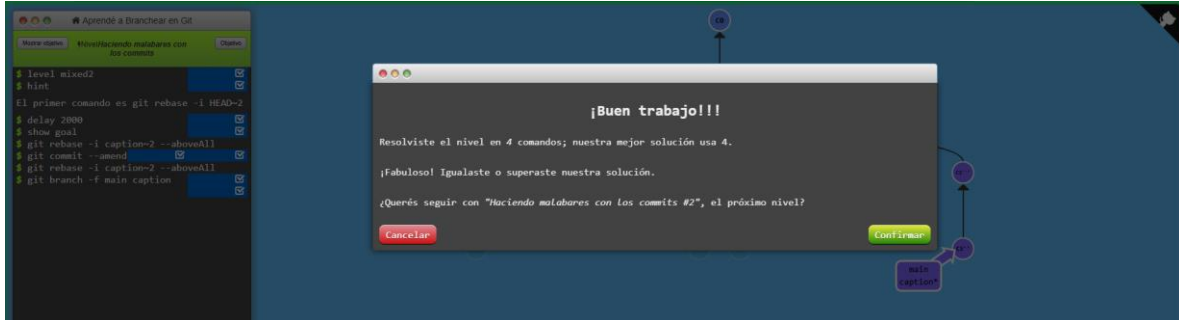 Aprendé a Branchear en Git
Mostrar objetivo
Nivel Haciendo malabares con los commits
Objetivo
$ level mixed2
$ hint
El primer comando es git rebase -i HEAD~2
$ delay 2000
$ show goal
$ git rebase -i caption~2 --aboveAll
$ git commit --amend
$ git rebase -i caption~2 --aboveAll
$ git branch -f main caption
¡Buen trabajo!!!
Resolviste el nivel en 4 comandos; nuestra mejor solución usa 4.
¡Fabuloso! Igualaste o superaste nuestra solución.
¿Querés seguir con "Haciendo malabares con los commits #2", el próximo nivel?
Cancelar
Confirmar
main
caption*